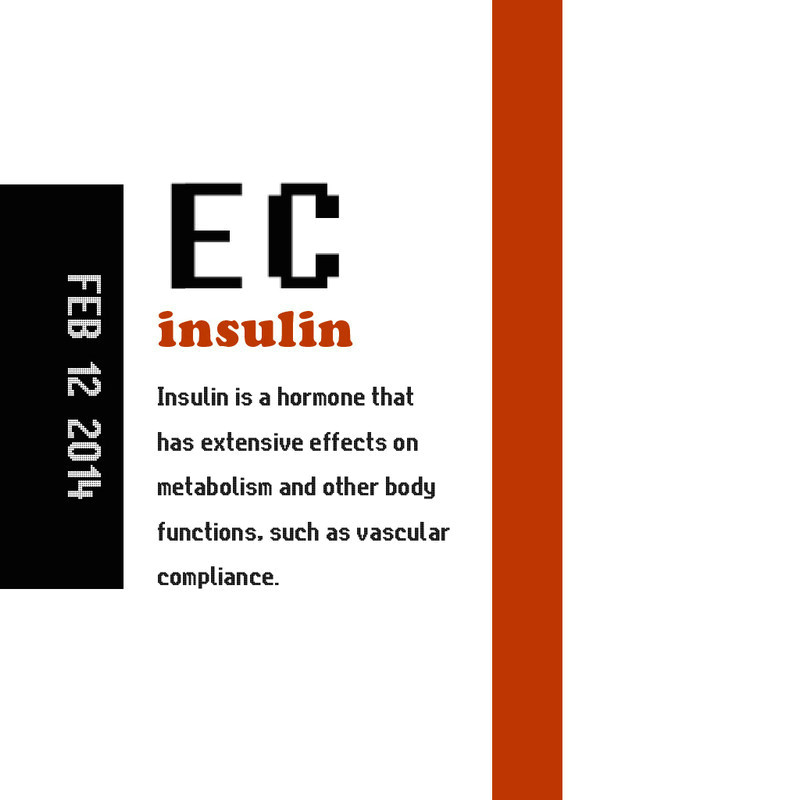 FEB 12 2014
EC
insulin
Insulin is a hormone that
has extensive effects on
metabolism and other body
functions, such as vascular
compliance.